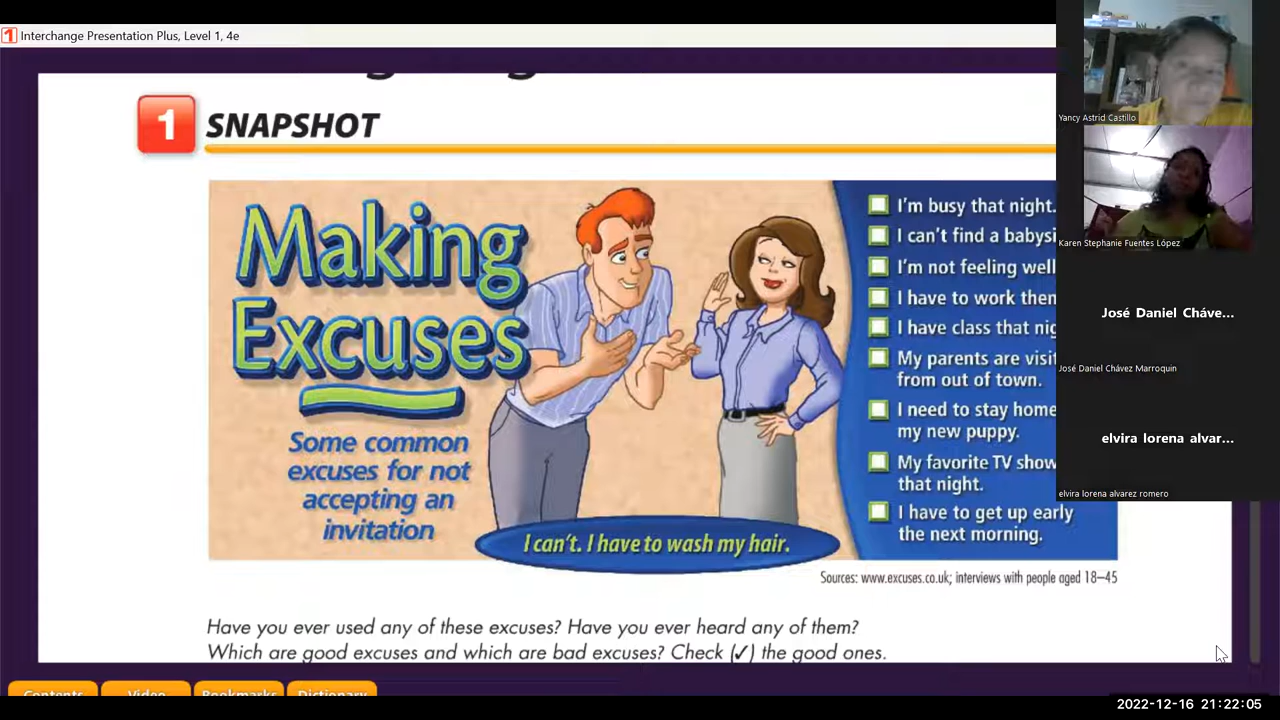 Interchange Presentation Plus, Level 1, 4e
1 SNAPSHOT
Making
Excuses
Some common
excuses for not
accepting an
invitation
I can't. I have to wash my hair.
I'm busy that night.
I can't find a
I'm not feeling well
I have to work
I have class that
My parents are
from out of town.
I need to stay home
my new puppy.
My favorite TV show
that night.
I have to get up early
the next morning.
Sources: www.excuses.co.uk; interviews with people aged 18–45
Have you ever used any of these excuses? Have you ever heard any of them?
Which are good excuses and which are bad excuses? Check (✓) the good ones.
Contents Video Bookmarks Dictionary
Yancy Astrid Castillo
Karen Stephanie Fuentes López
José Daniel Cháve...
José Daniel Chávez Marroquin
elvira lorena alvar...
elvira lorena alvarez romero
2022-12-16 21:22:05